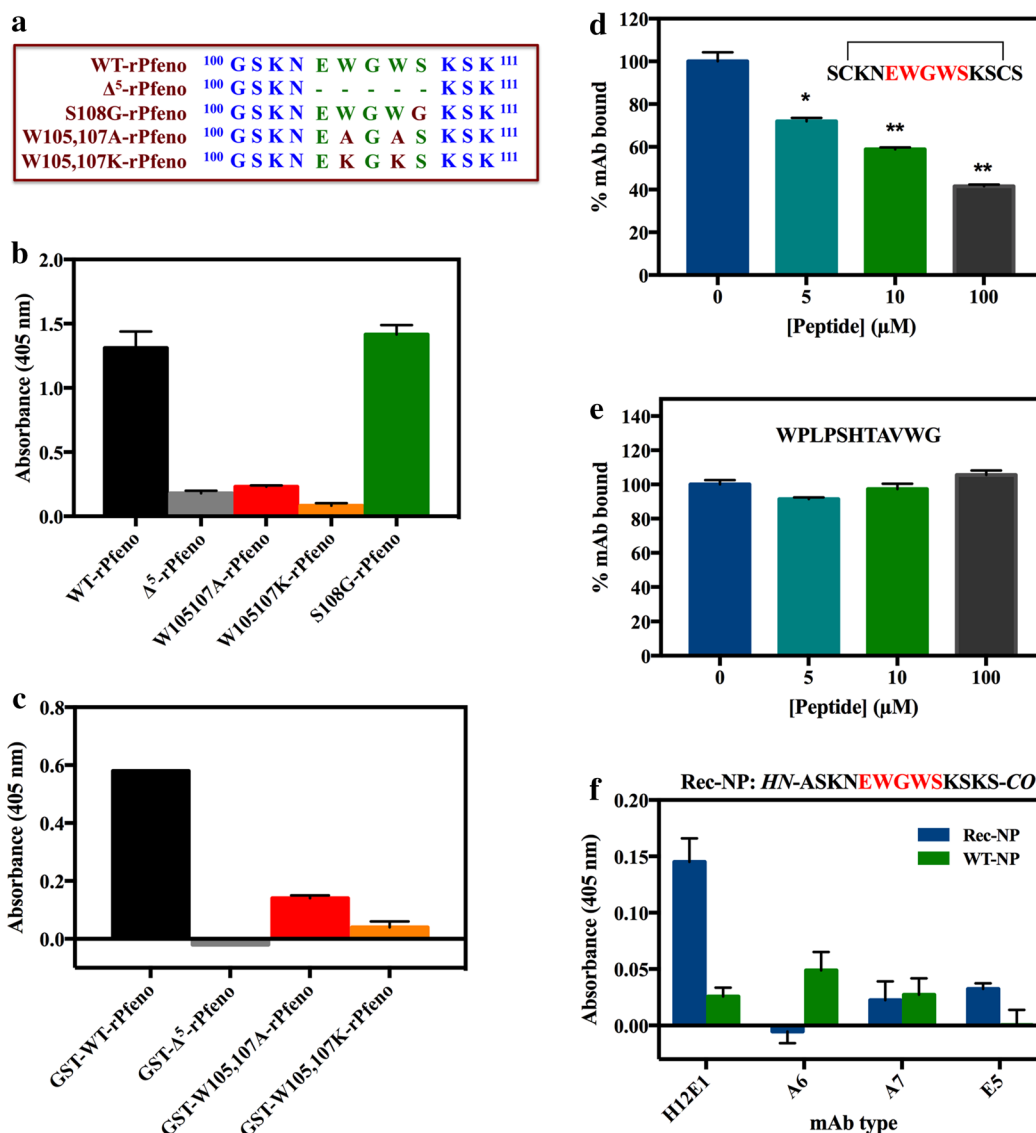 a
WT-rPfeno ¹⁰⁰ G S K N E W G W S K S K ¹¹¹
Δ⁵-rPfeno ¹⁰⁰ G S K N - - - - - K S K ¹¹¹
S108G-rPfeno ¹⁰⁰ G S K N E W G W G K S K ¹¹¹
W105,107A-rPfeno ¹⁰⁰ G S K N E A G A S K S K ¹¹¹
W105,107K-rPfeno ¹⁰⁰ G S K N E K G K S K S K ¹¹¹
b
Absorbance (405 nm)
2.0
1.5
1.0
0.5
0.0
WT-rPfeno
Δ⁵-rPfeno
W105107A-rPfeno
W105107K-rPfeno
S108G-rPfeno
c
Absorbance (405 nm)
0.8
0.6
0.4
0.2
0.0
GST-WT-rPfeno
GST-Δ⁵-rPfeno
GST-W105,107A-rPfeno
GST-W105,107K-rPfeno
d
% mAb bound
120
100
80
60
40
20
0
SCKNEWGWSKSCS
*
**
**
0 5 10 100
[Peptide] (µM)
e
% mAb bound
140
120
100
80
60
40
20
0
WPLPSHTAVWG
0 5 10 100
[Peptide] (µM)
f
Rec-NP: HN-ASKNEWGWSKSKS-CO
Absorbance (405 nm)
0.20
0.15
0.10
0.05
0.00
Rec-NP
WT-NP
H12E1
A6
A7
E5
mAb type